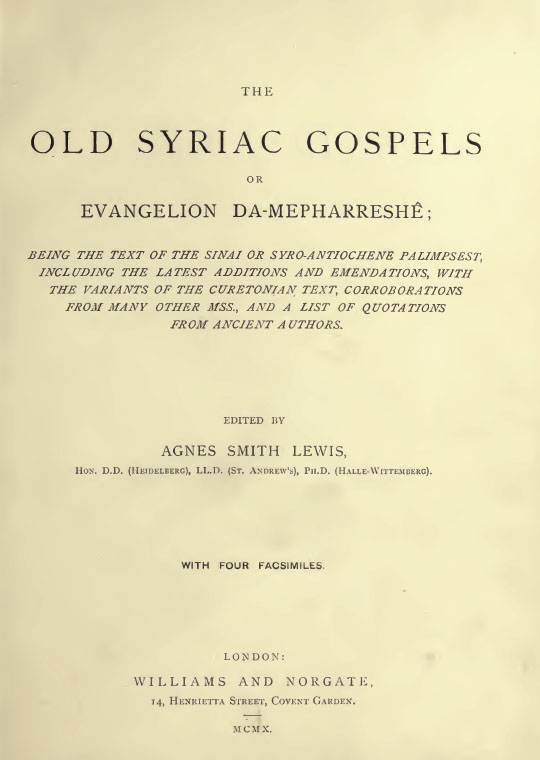 THE
OLD SYRIAC GOSPELS
OR
EVANGELION DA-MEPHARRESHÊ;
BEING THE TEXT OF THE SINAI OR SYRO-ANTIOCHENE PALIMPSEST,
INCLUDING THE LATEST ADDITIONS AND EMENDATIONS, WITH
THE VARIANTS OF THE CURETONIAN TEXT, CORROBORATIONS
FROM MANY OTHER MSS., AND A LIST OF QUOTATIONS
FROM ANCIENT AUTHORS.
EDITED BY
AGNES SMITH LEWIS,
HON. D.D. (HEIDELBERG), LL.D. (ST. ANDREW'S), PH.D. (HALLE-WITTEMBERG).
WITH FOUR FACSIMILES.
LONDON:
WILLIAMS AND NORGATE,
14, HENRIETTA STREET, COVENT GARDEN.
MCMX.